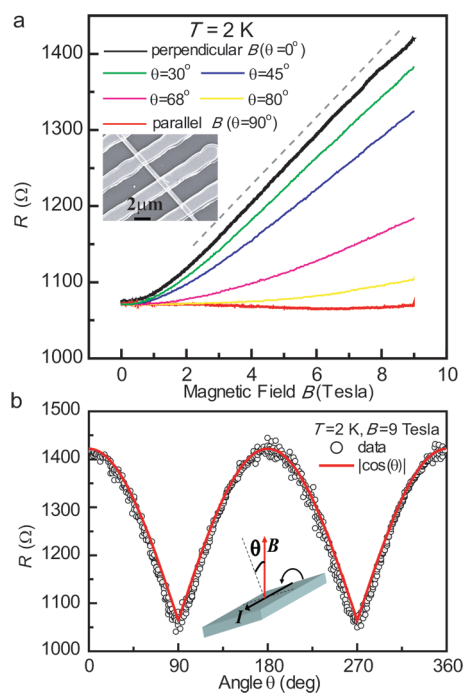 a
T = 2 K
perpendicular B(θ=0°)
θ=30° θ=45°
θ=68° θ=80°
parallel B (θ=90°)
2μm
1400
1300
1200
1100
1000
R (Ω)
0 2 4 6 8 10
Magnetic Field B(Tesla)
b
T=2 K, B=9 Tesla
data
|cos(θ)|
1500
1400
1300
1200
1100
1000
R (Ω)
θ B
I
0 90 180 270 360
Angle θ (deg)